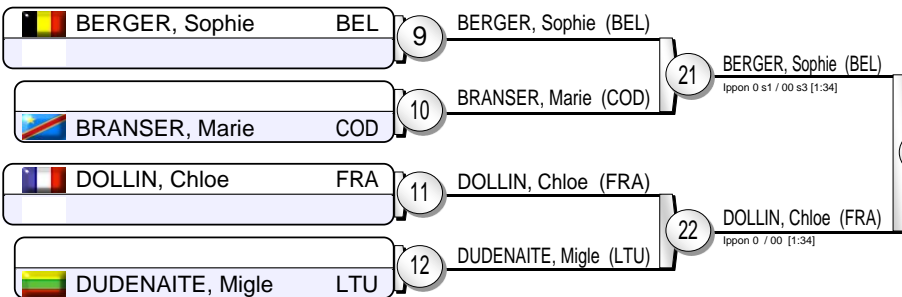 BERGER, Sophie BEL
9
BERGER, Sophie (BEL)
21
BERGER, Sophie (BEL)
Ippon 0 s1 / 00 s3 [1:34]
BRANSER, Marie COD
10
BRANSER, Marie (COD)
DOLLIN, Chloe FRA
11
DOLLIN, Chloe (FRA)
22
DOLLIN, Chloe (FRA)
Ippon 0 / 00 [1:34]
DUDENAITE, Migle LTU
12
DUDENAITE, Migle (LTU)